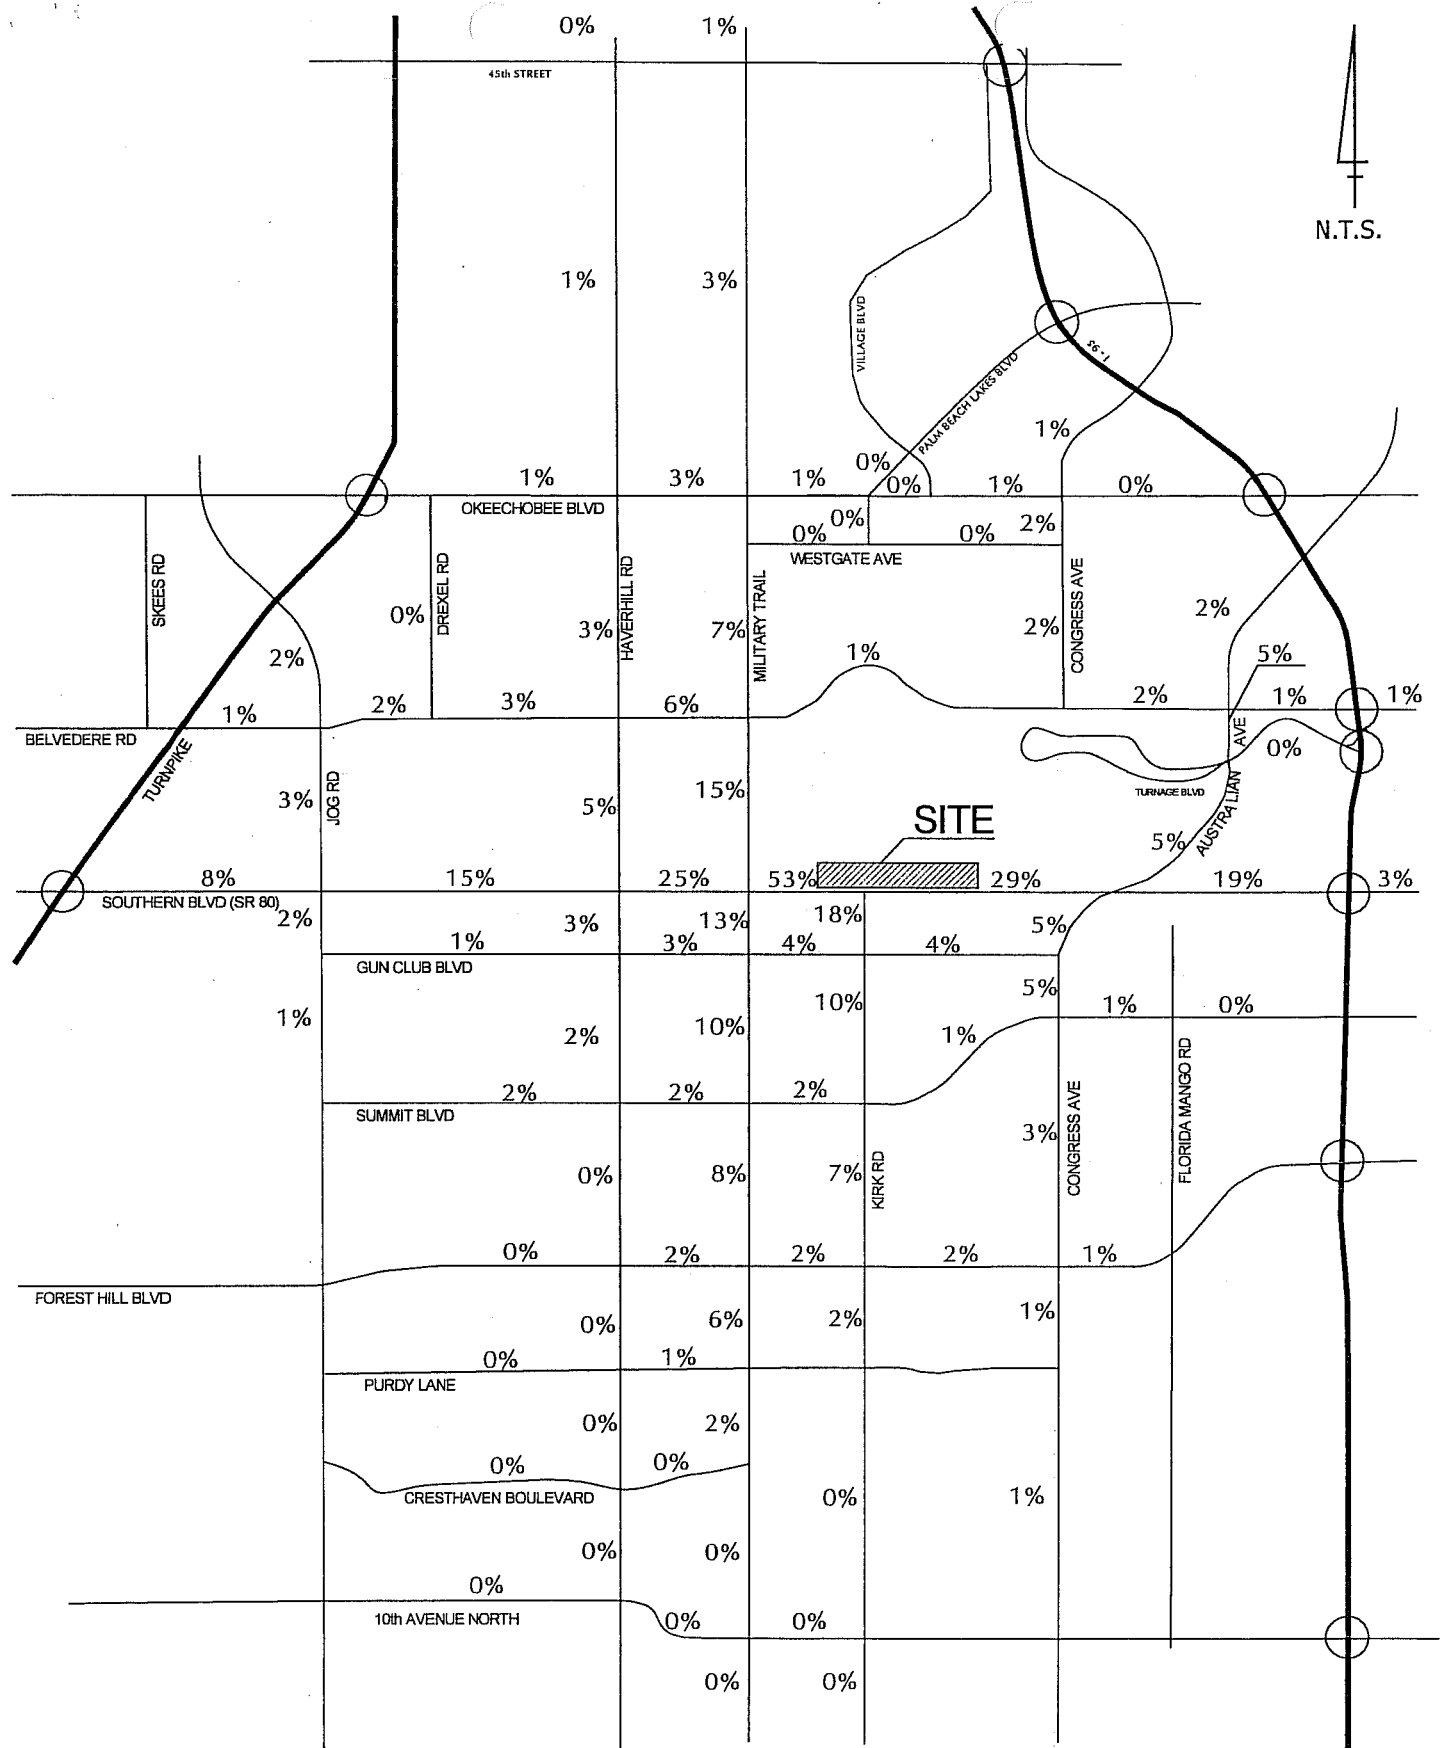 0% 1%
45th STREET
N.T.S.
1% 3%
VILLAGE BLVD
I-95
PALM BEACH LAKES BLVD
1%
0%
1% 3% 1% 0% 1% 0%
OKEECHOBEE BLVD
0% 0% 0% 2%
WESTGATE AVE
SKEES RD
DREXEL RD
HAVERHILL RD
MILITARY TRAIL
CONGRESS AVE
0% 3% 7% 2% 2%
2% 1% 5%
1% 2% 3% 6% 2% 1% 1%
BELVEDERE RD
TURNPIKE
JOG RD
AVE
0%
3% 5% 15%
TURNAGE BLVD
AUSTRALIAN
SITE
5%
8% 15% 25% 53% 29% 19% 3%
SOUTHERN BLVD (SR 80)
2% 3% 13% 18% 5%
1% 3% 4% 4%
GUN CLUB BLVD
5%
10%
1% 0%
1% 2% 10% 1%
2% 2% 2%
SUMMIT BLVD
CONGRESS AVE
FLORIDA MANGO RD
3%
0% 8% 7%
KIRK RD
0% 2% 2% 2% 1%
FOREST HILL BLVD
0% 6% 2% 1%
0% 1%
PURDY LANE
0% 2%
0% 0%
CRESTHAVEN BOULEVARD
0% 1%
0% 0%
0%
10th AVENUE NORTH
0% 0%
0% 0%